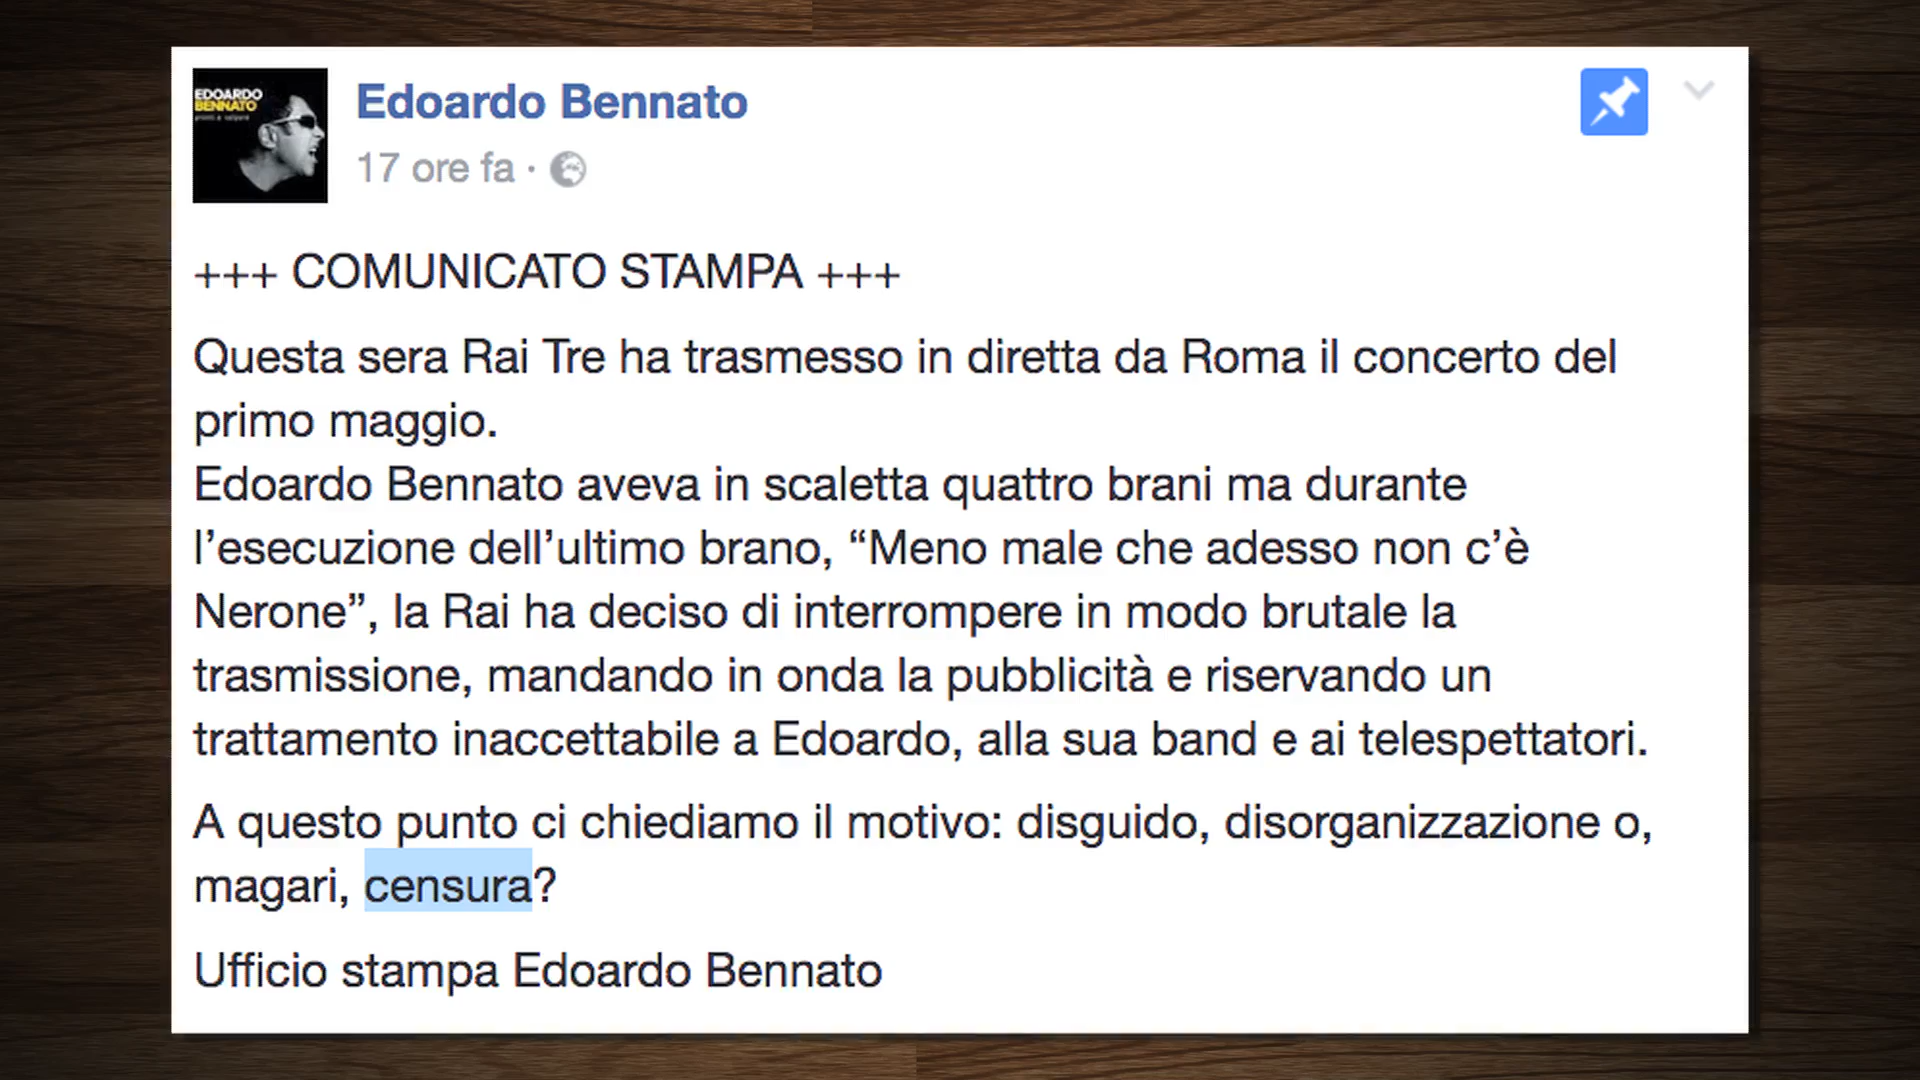 EDOARDO
BENNATO
pronti a salpare
Edoardo Bennato
17 ore fa ·
+++ COMUNICATO STAMPA +++
Questa sera Rai Tre ha trasmesso in diretta da Roma il concerto del
primo maggio.
Edoardo Bennato aveva in scaletta quattro brani ma durante
l’esecuzione dell’ultimo brano, “Meno male che adesso non c’è
Nerone”, la Rai ha deciso di interrompere in modo brutale la
trasmissione, mandando in onda la pubblicità e riservando un
trattamento inaccettabile a Edoardo, alla sua band e ai telespettatori.
A questo punto ci chiediamo il motivo: disguido, disorganizzazione o,
magari, censura?
Ufficio stampa Edoardo Bennato